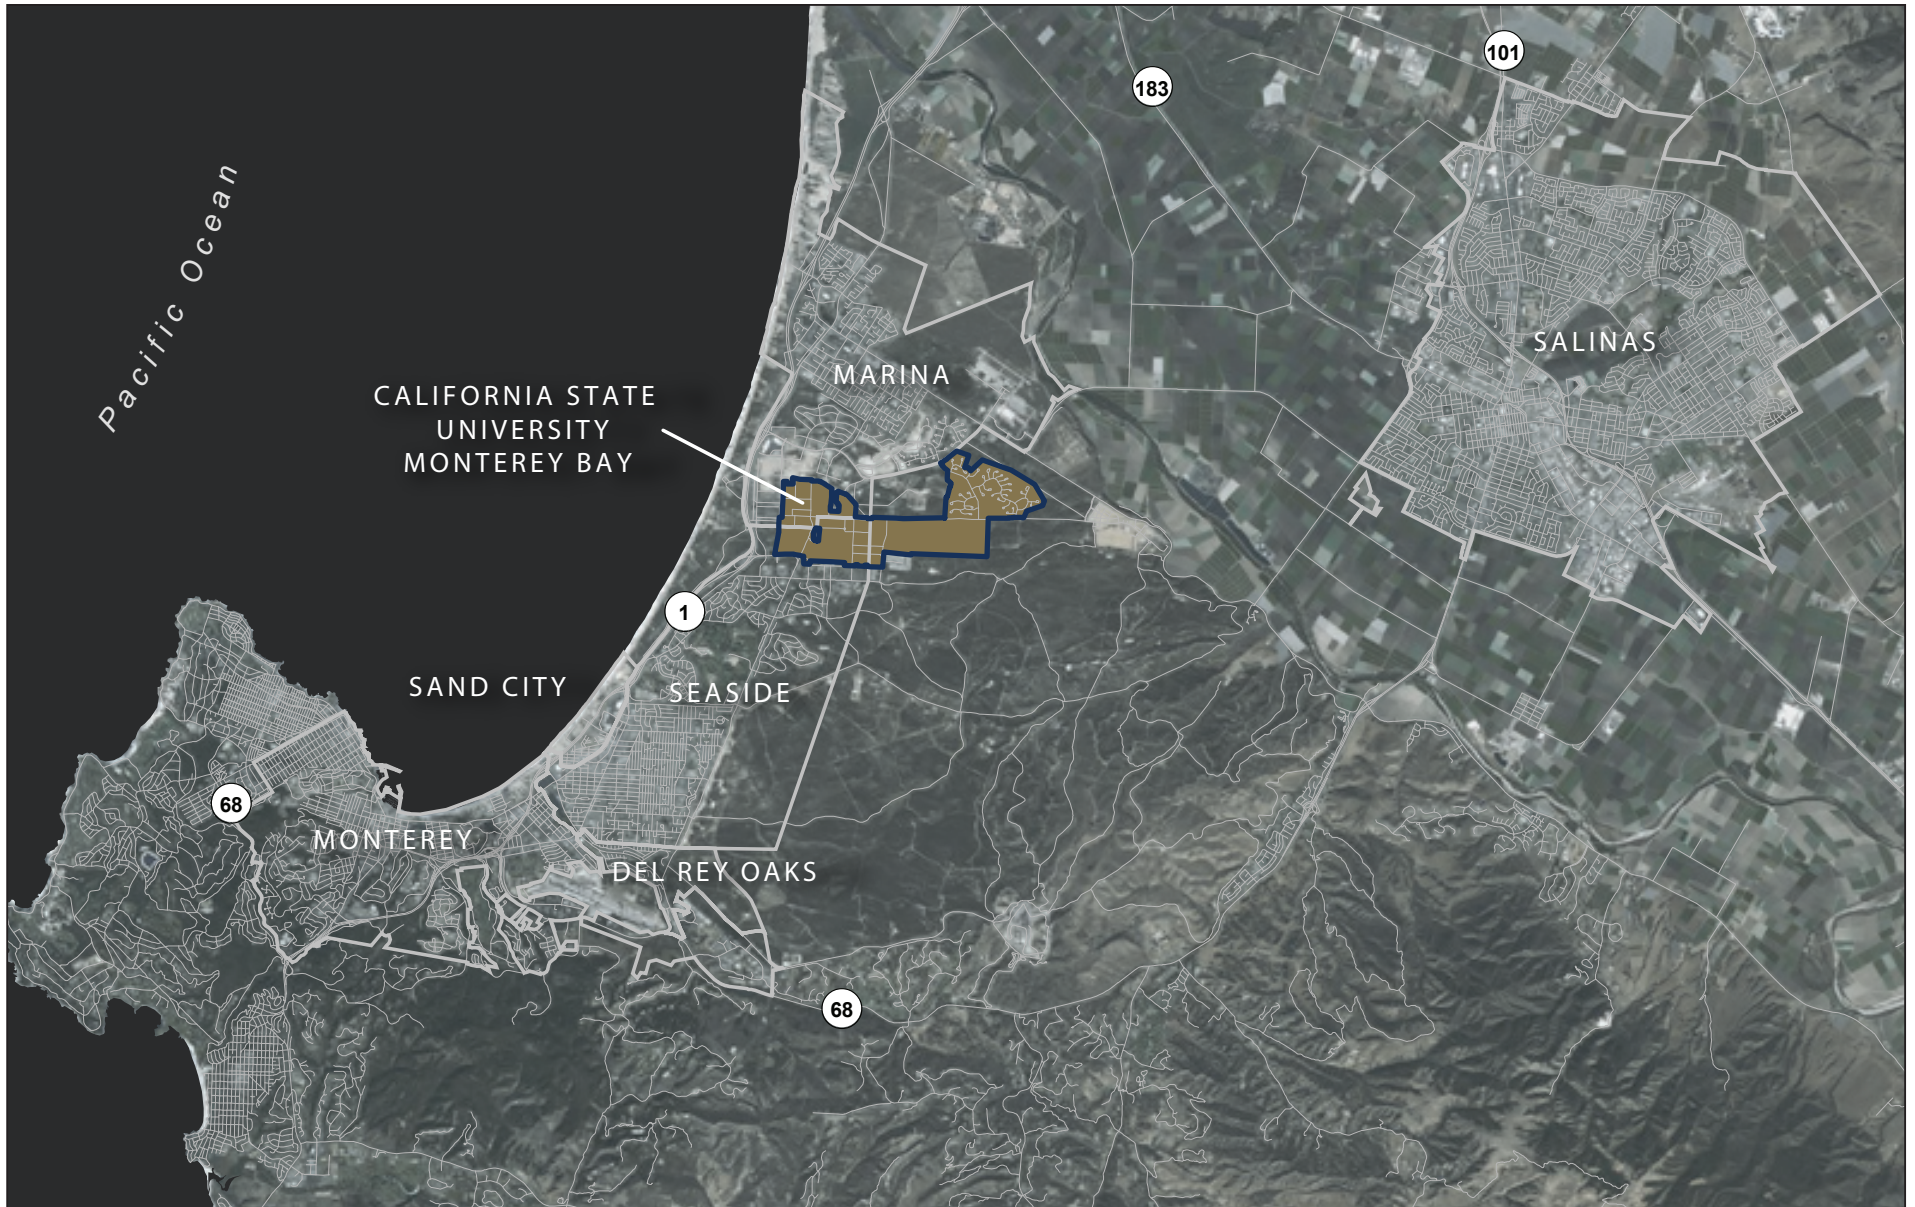 101
183
Pacific Ocean
SALINAS
MARINA
CALIFORNIA STATE
UNIVERSITY
MONTEREY BAY
1
SAND CITY
SEASIDE
68
MONTEREY
DEL REY OAKS
68